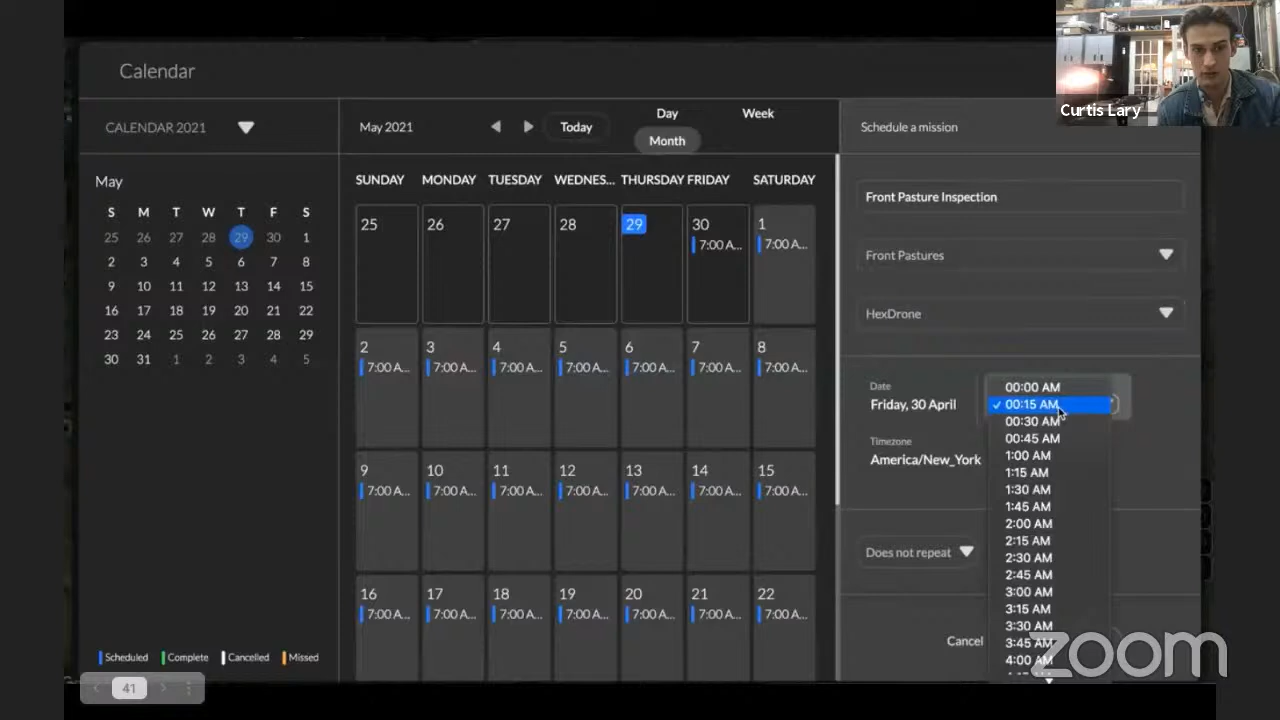 Calendar
Curtis Lary
CALENDAR 2021
May 2021
Today
Day
Week
Month
Schedule a mission
May
S M T W T F S
25 26 27 28 29 30 1
2 3 4 5 6 7 8
9 10 11 12 13 14 15
16 17 18 19 20 21 22
23 24 25 26 27 28 29
30 31 1 2 3 4 5
SUNDAY MONDAY TUESDAY WEDNES... THURSDAY FRIDAY SATURDAY
25 26 27 28 29 30 1
7:00 A... 7:00 A...
2 3 4 5 6 7 8
7:00 A... 7:00 A... 7:00 A... 7:00 A... 7:00 A... 7:00 A... 7:00 A...
9 10 11 12 13 14 15
7:00 A... 7:00 A... 7:00 A... 7:00 A... 7:00 A... 7:00 A... 7:00 A...
16 17 18 19 20 21 22
7:00 A... 7:00 A... 7:00 A... 7:00 A... 7:00 A... 7:00 A... 7:00 A...
Front Pasture Inspection
Front Pastures
HexDrone
Date
Friday, 30 April
Timezone
America/New_York
00:00 AM
00:15 AM
00:30 AM
00:45 AM
1:00 AM
1:15 AM
1:30 AM
1:45 AM
2:00 AM
2:15 AM
2:30 AM
2:45 AM
3:00 AM
3:15 AM
3:30 AM
3:45 AM
4:00 AM
Does not repeat
Cancel
Scheduled Complete Cancelled Missed
41
zoom